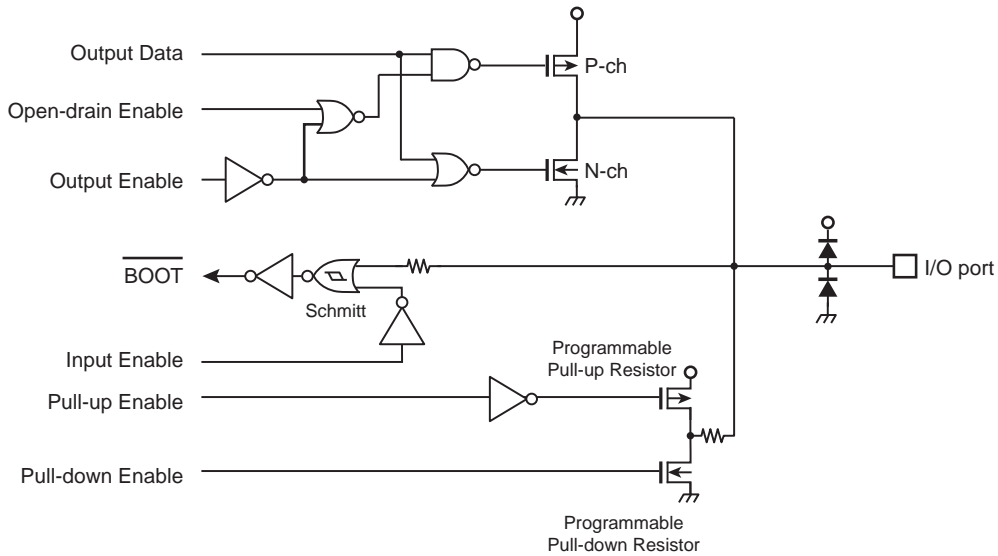 Output Data
P-ch
Open-drain Enable
N-ch
Output Enable
BOOT
I/O port
Schmitt
Input Enable
Programmable
Pull-up Resistor
Pull-up Enable
Pull-down Enable
Programmable
Pull-down Resistor